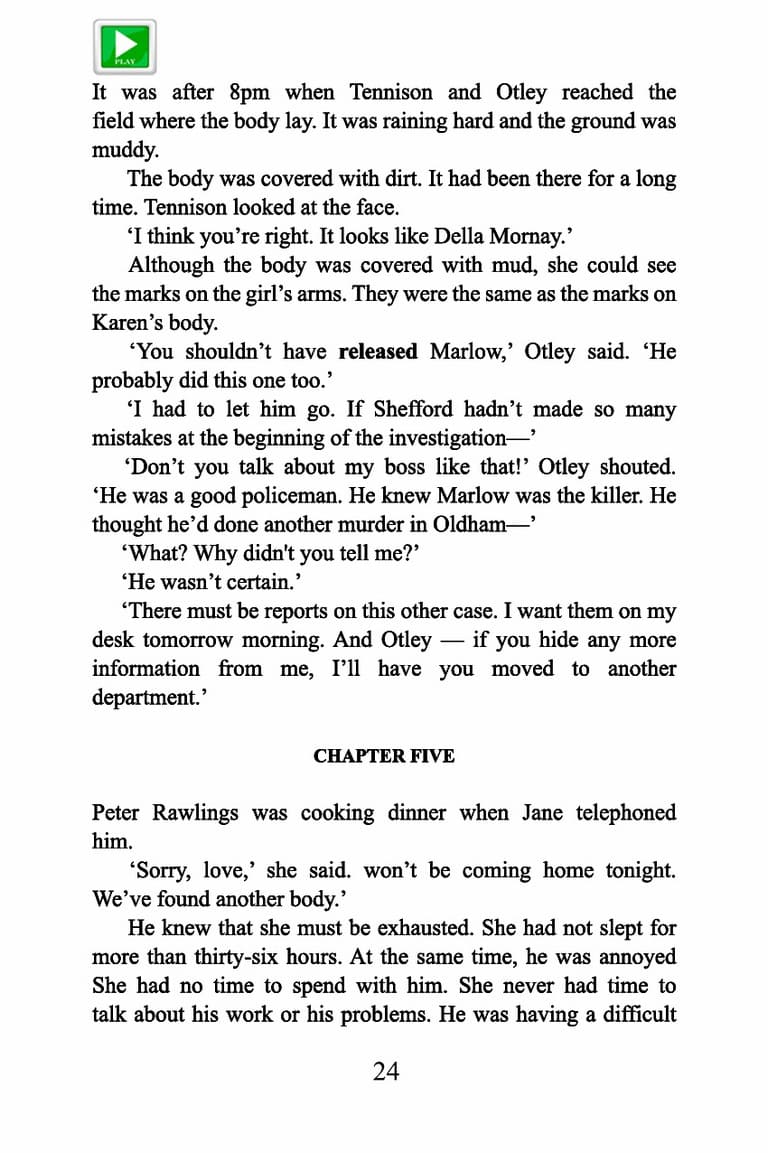 PLAY
It was after 8pm when Tennison and Otley reached the
field where the body lay. It was raining hard and the ground was
muddy.
The body was covered with dirt. It had been there for a long
time. Tennison looked at the face.
‘I think you’re right. It looks like Della Mornay.’
Although the body was covered with mud, she could see
the marks on the girl’s arms. They were the same as the marks on
Karen’s body.
‘You shouldn’t have released Marlow,’ Otley said. ‘He
probably did this one too.’
‘I had to let him go. If Shefford hadn’t made so many
mistakes at the beginning of the investigation—’
‘Don’t you talk about my boss like that!’ Otley shouted.
‘He was a good policeman. He knew Marlow was the killer. He
thought he’d done another murder in Oldham—’
‘What? Why didn't you tell me?’
‘He wasn’t certain.’
‘There must be reports on this other case. I want them on my
desk tomorrow morning. And Otley — if you hide any more
information from me, I’ll have you moved to another
department.’
CHAPTER FIVE
Peter Rawlings was cooking dinner when Jane telephoned
him.
‘Sorry, love,’ she said. won’t be coming home tonight.
We’ve found another body.’
He knew that she must be exhausted. She had not slept for
more than thirty-six hours. At the same time, he was annoyed
She had no time to spend with him. She never had time to
talk about his work or his problems. He was having a difficult
24